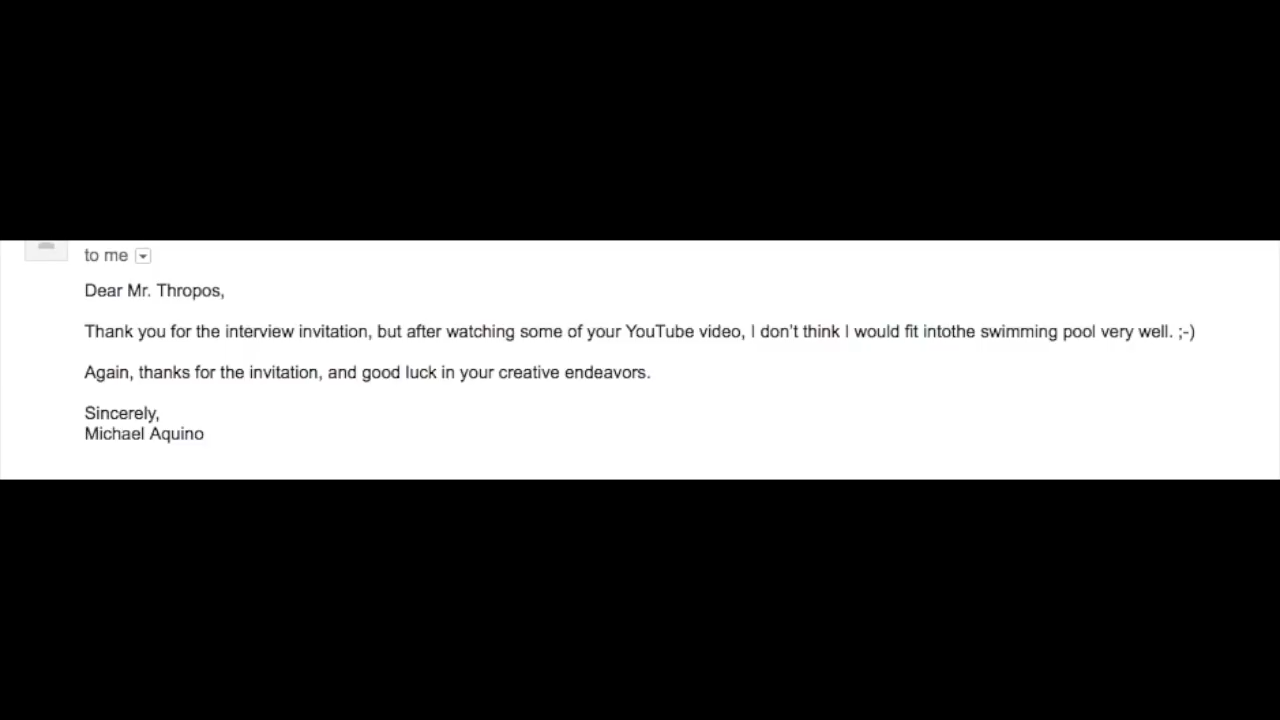 to me
Dear Mr. Thropos,
Thank you for the interview invitation, but after watching some of your YouTube video, I don’t think I would fit intothe swimming pool very well. ;-)
Again, thanks for the invitation, and good luck in your creative endeavors.
Sincerely,
Michael Aquino